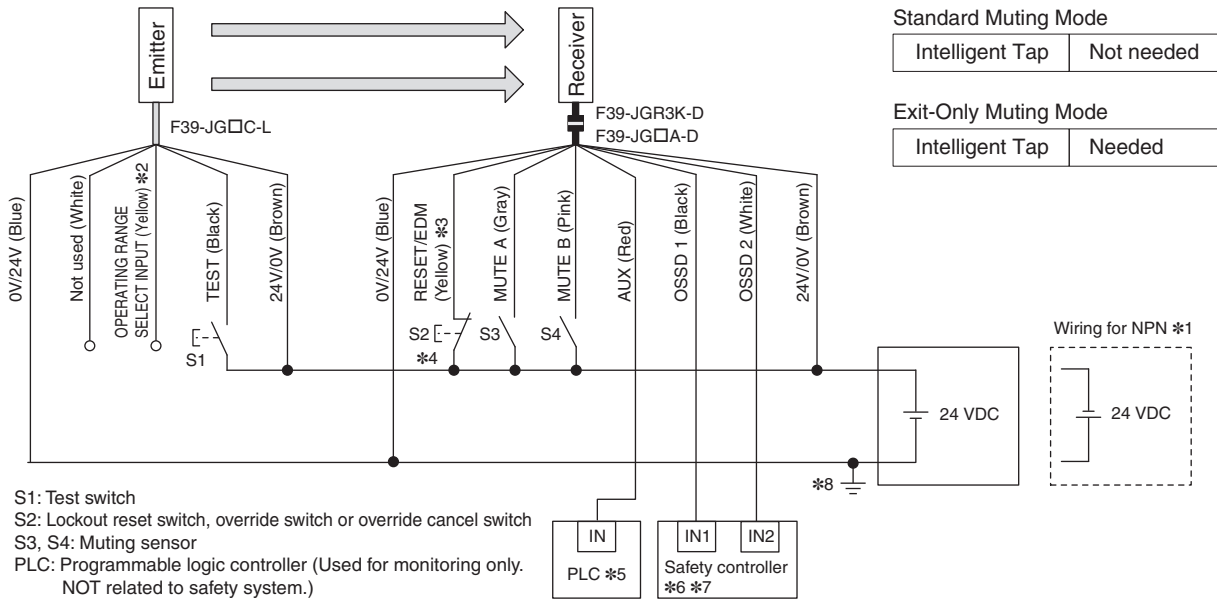 Emitter
Receiver
F39-JG□C-L
F39-JGR3K-D
F39-JG□A-D
Standard Muting Mode
Intelligent Tap Not needed
Exit-Only Muting Mode
Intelligent Tap Needed
0V/24V (Blue)
Not used (White)
OPERATING RANGE
SELECT INPUT (Yellow) *2
TEST (Black)
24V/0V (Brown)
0V/24V (Blue)
RESET/EDM
(Yellow) *3
MUTE A (Gray)
MUTE B (Pink)
AUX (Red)
OSSD 1 (Black)
OSSD 2 (White)
24V/0V (Brown)
S1
S2
*4
S3
S4
Wiring for NPN *1
24 VDC
24 VDC
*8
S1: Test switch
S2: Lockout reset switch, override switch or override cancel switch
S3, S4: Muting sensor
PLC: Programmable logic controller (Used for monitoring only.
NOT related to safety system.)
IN
PLC *5
IN1
IN2
Safety controller
*6 *7